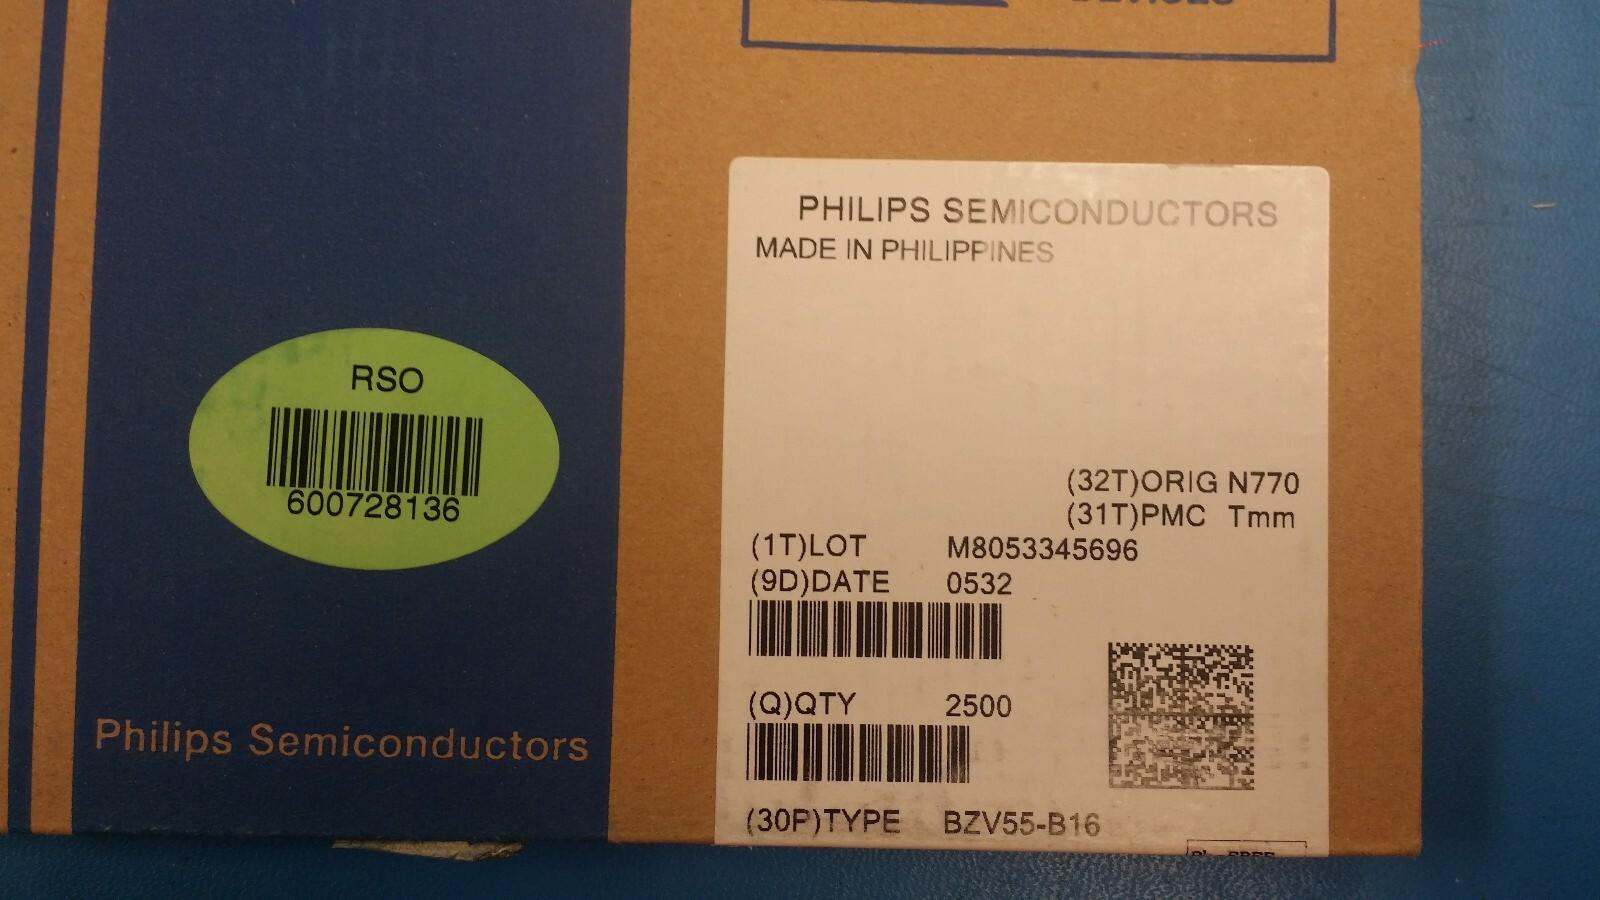 DEVICES
PHILIPS SEMICONDUCTORS
MADE IN PHILIPPINES
RSO
600728136
(32T)ORIG N770
(31T)PMC Tmm
(1T)LOT M8053345696
(9D)DATE 0532
(Q)QTY 2500
Philips Semiconductors
(30P)TYPE BZV55-B16